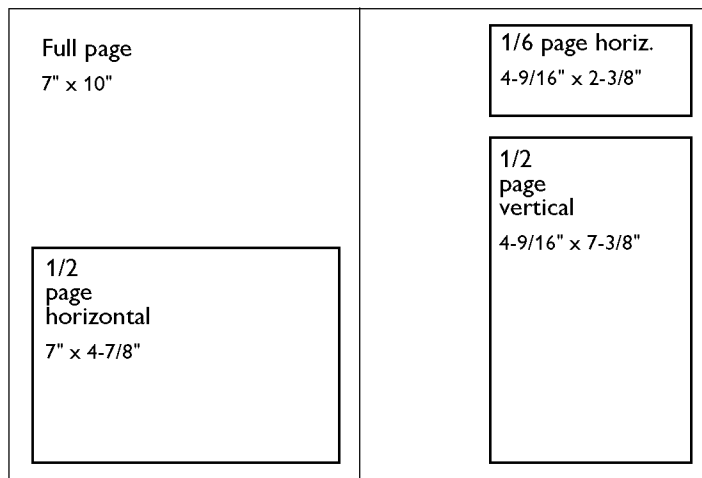 Full page
7" x 10"
1/2
page
horizontal
7" x 4-7/8"
1/6 page horiz.
4-9/16" x 2-3/8"
1/2
page
vertical
4-9/16" x 7-3/8"